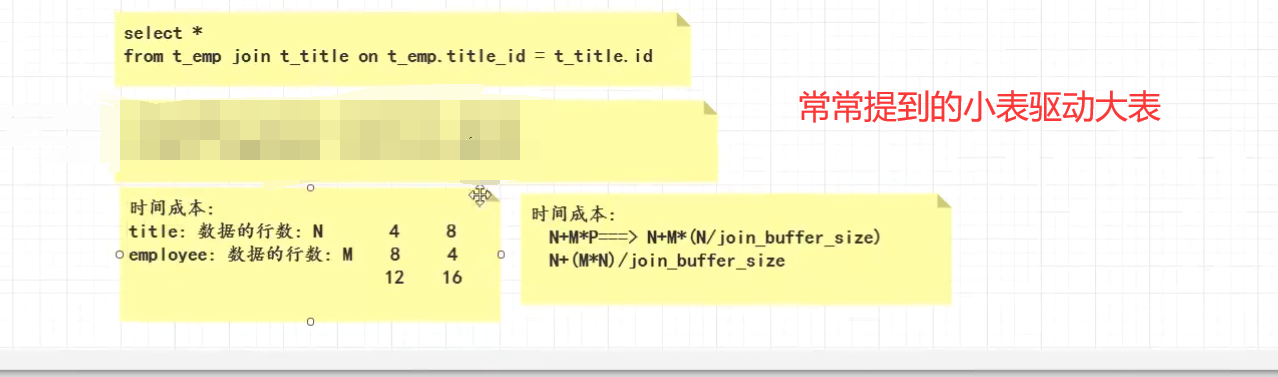 select *
from t_emp join t_title on t_emp.title_id = t_title.id
常常提到的小表驱动大表
时间成本：
title：数据的行数：N 4 8
employee：数据的行数：M 8 4
12 16
时间成本：
N+M*P===> N+M*(N/join_buffer_size)
N+(M*N)/join_buffer_size